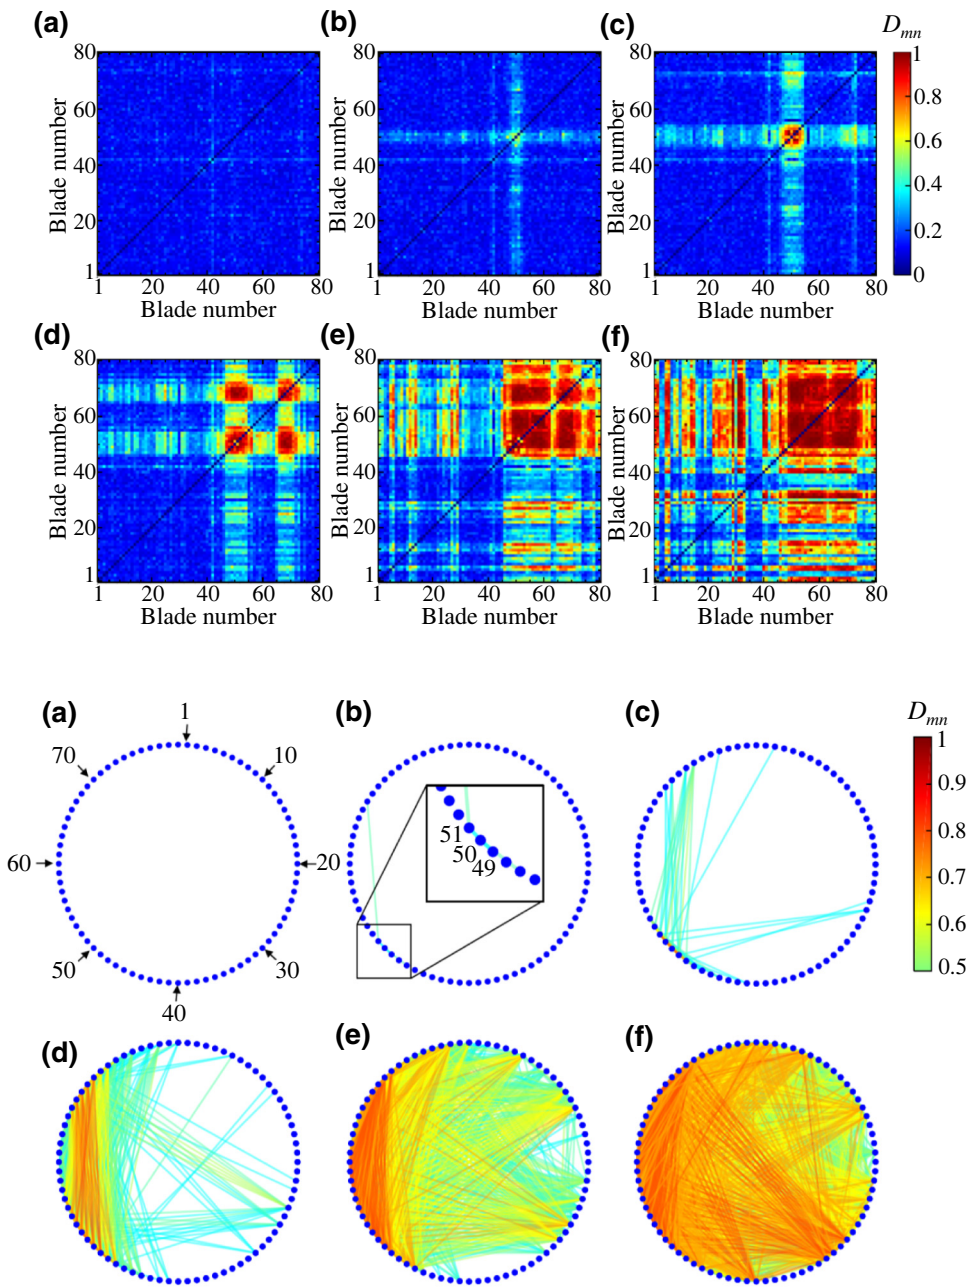 (a) (b) (c) D_mn
80 80 80 1
60 60 60 0.8
40 40 40 0.6
20 20 20 0.4
1 1 1 0.2
0
Blade number Blade number Blade number
1 20 40 60 80 1 20 40 60 80 1 20 40 60 80
Blade number Blade number Blade number
(d) (e) (f)
80 80 80
60 60 60
40 40 40
20 20 20
1 1 1
Blade number Blade number Blade number
1 20 40 60 80 1 20 40 60 80 1 20 40 60 80
Blade number Blade number Blade number
(a) 1 (b) (c) D_mn
70 10
60 20
50 30
40
51
50
49
1
0.9
0.8
0.7
0.6
0.5
(d) (e) (f)